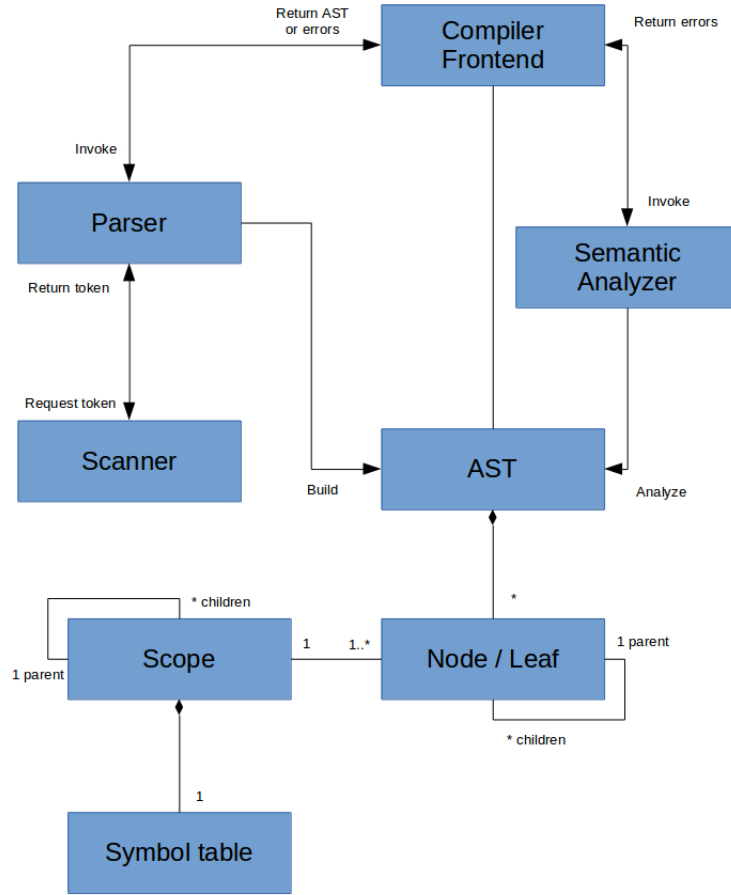 Return AST
or errors
Compiler
Frontend
Return errors
Invoke
Parser
Invoke
Semantic
Analyzer
Return token
Request token
Scanner
AST
Build
Analyze
*
* children
1 parent
Scope
1
1..*
Node / Leaf
1 parent
* children
1
Symbol table